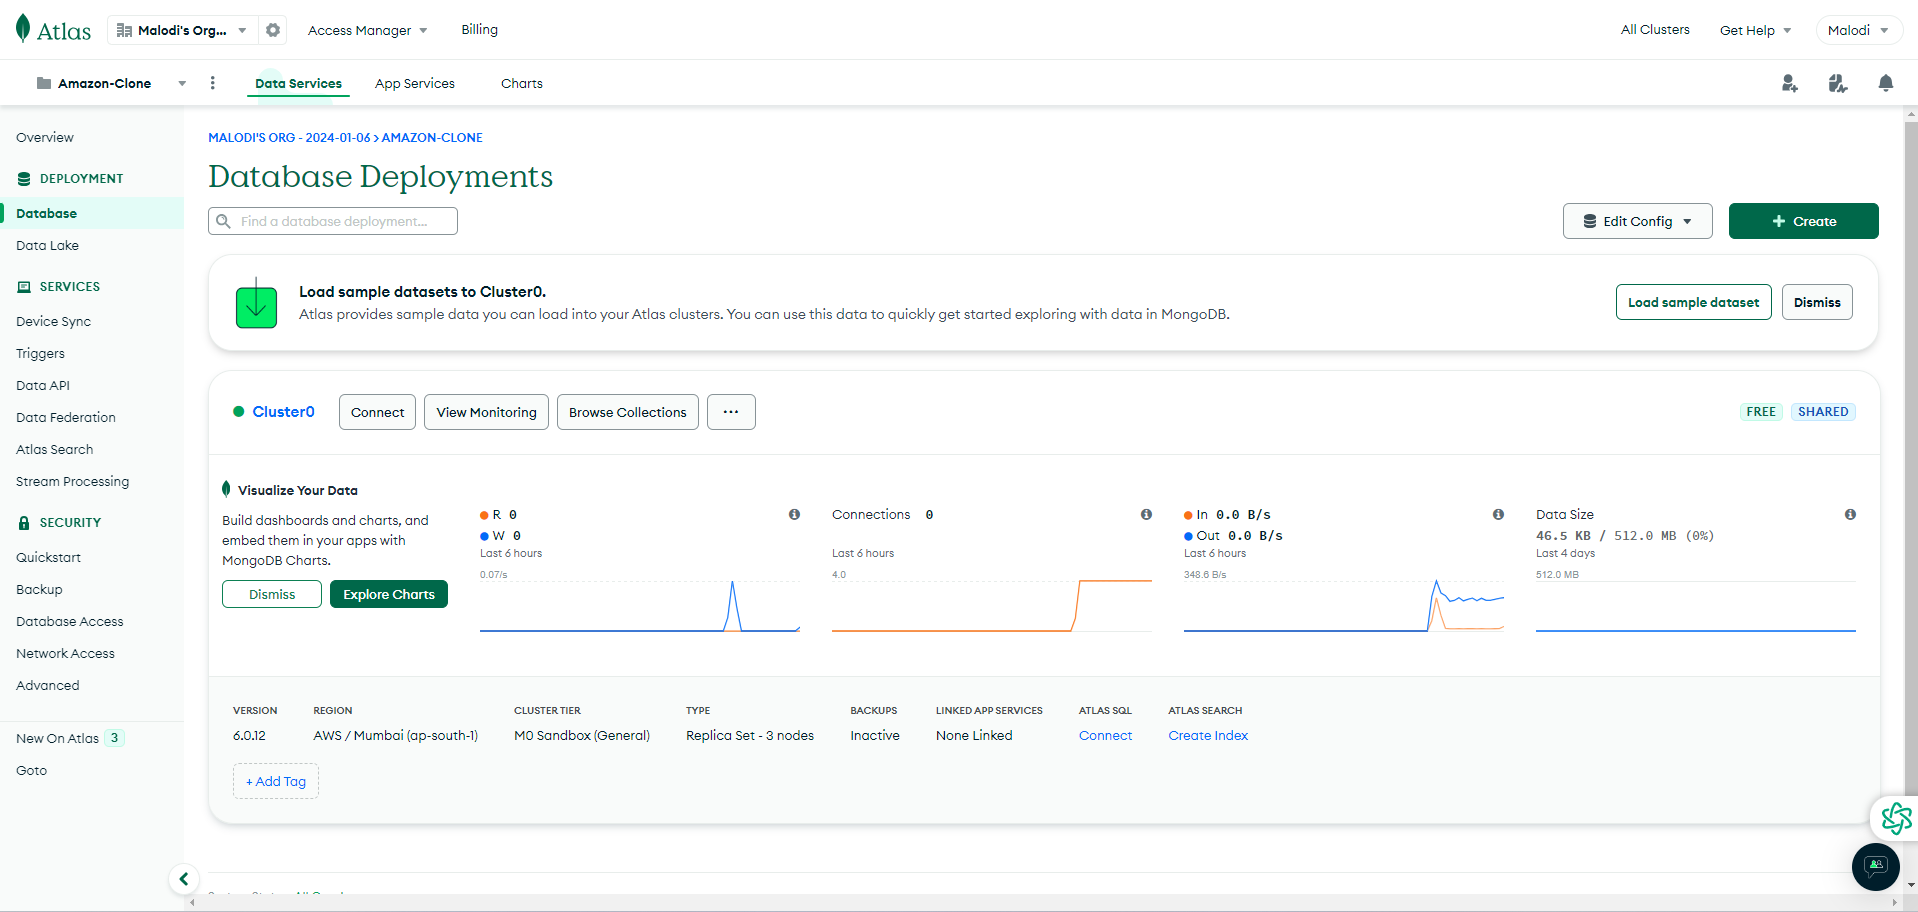 Atlas
Malodi's Org...
Access Manager
Billing
All Clusters
Get Help
Malodi
Amazon-Clone
Data Services
App Services
Charts
Overview
DEPLOYMENT
Database
Data Lake
SERVICES
Device Sync
Triggers
Data API
Data Federation
Atlas Search
Stream Processing
SECURITY
Quickstart
Backup
Database Access
Network Access
Advanced
New On Atlas 3
Goto
MALODI'S ORG - 2024-01-06 > AMAZON-CLONE
Database Deployments
Find a database deployment...
Edit Config
+ Create
Load sample datasets to Cluster0.
Atlas provides sample data you can load into your Atlas clusters. You can use this data to quickly get started exploring with data in MongoDB.
Load sample dataset
Dismiss
Cluster0
Connect
View Monitoring
Browse Collections
...
FREE
SHARED
Visualize Your Data
Build dashboards and charts, and
embed them in your apps with
MongoDB Charts.
Dismiss
Explore Charts
R 0
W 0
Last 6 hours
0.07/s
Connections 0
Last 6 hours
4.0
In 0.0 B/s
Out 0.0 B/s
Last 6 hours
348.6 B/s
Data Size
46.5 KB / 512.0 MB (0%)
Last 4 days
512.0 MB
VERSION
6.0.12
REGION
AWS / Mumbai (ap-south-1)
CLUSTER TIER
M0 Sandbox (General)
TYPE
Replica Set - 3 nodes
BACKUPS
Inactive
LINKED APP SERVICES
None Linked
ATLAS SQL
Connect
ATLAS SEARCH
Create Index
+ Add Tag